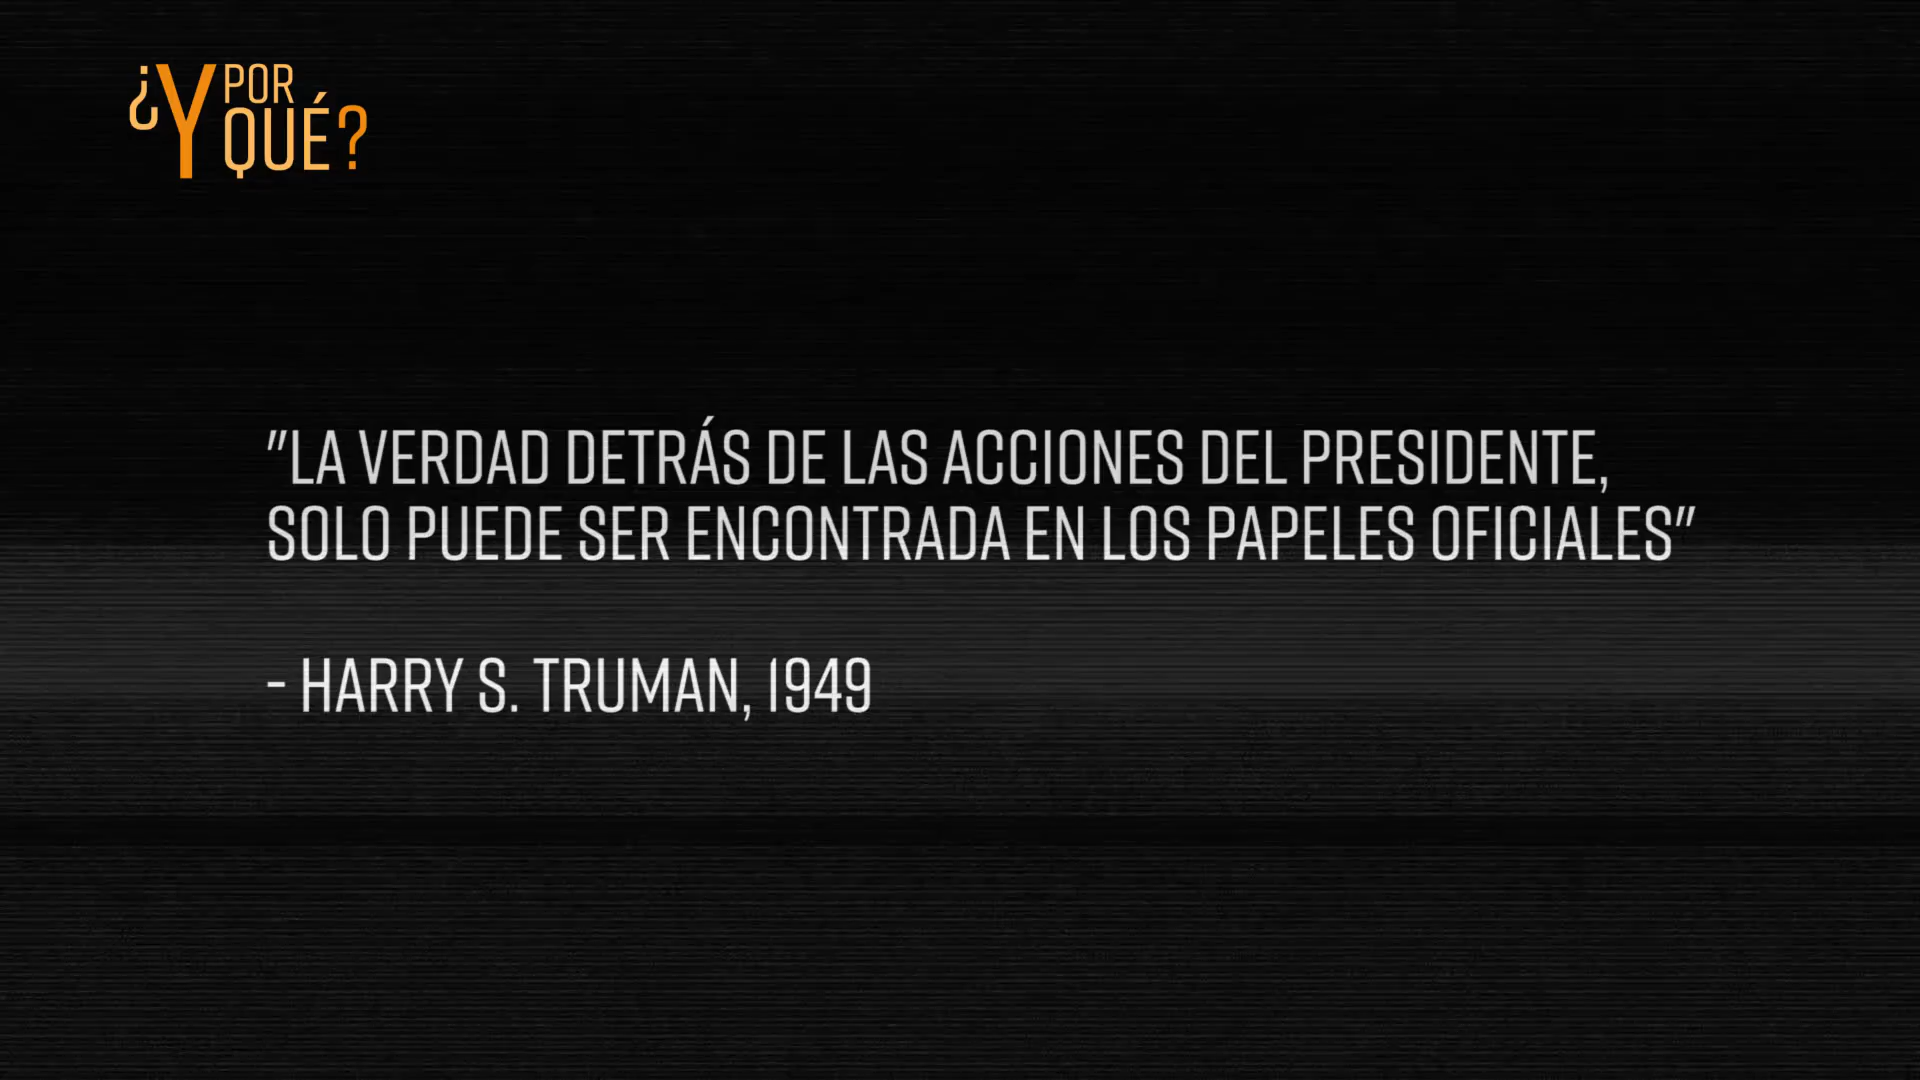 ¿Y POR
QUÉ?
"LA VERDAD DETRÁS DE LAS ACCIONES DEL PRESIDENTE,
SOLO PUEDE SER ENCONTRADA EN LOS PAPELES OFICIALES"
- HARRY S. TRUMAN, 1949